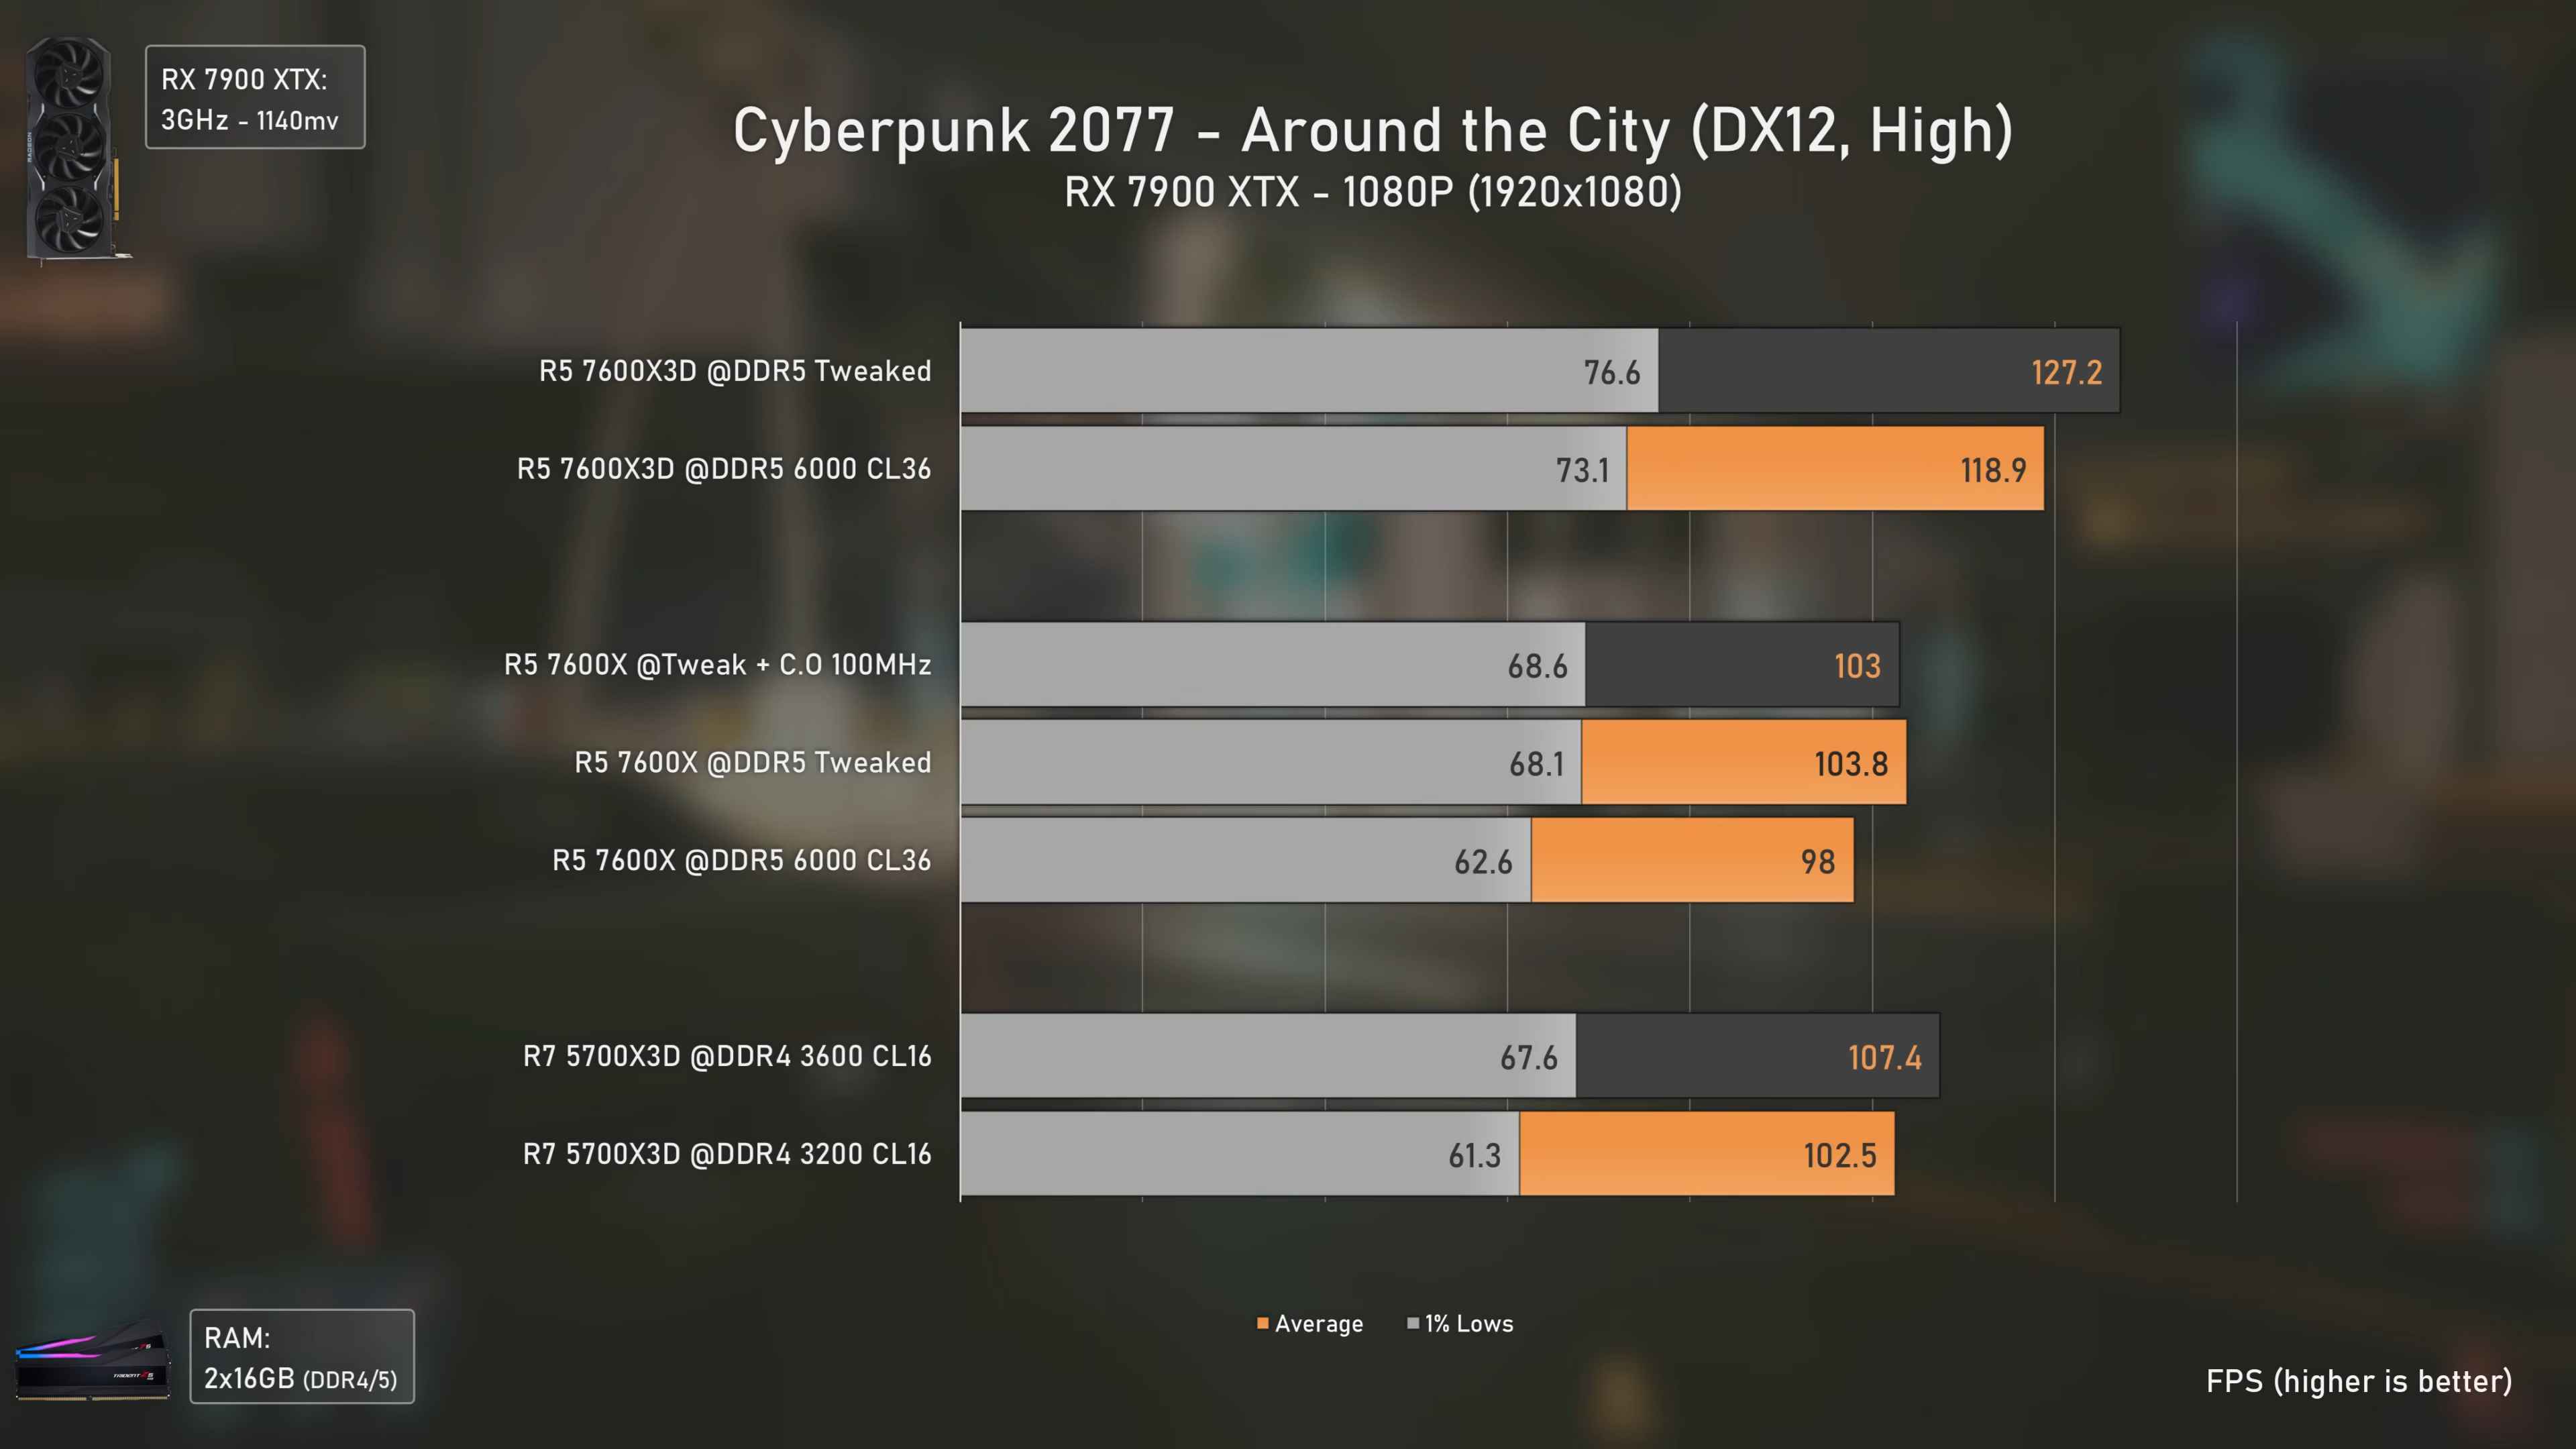 RX 7900 XTX:
3GHz - 1140mv
Cyberpunk 2077 - Around the City (DX12, High)
RX 7900 XTX - 1080P (1920x1080)
R5 7600X3D @DDR5 Tweaked 76.6 127.2
R5 7600X3D @DDR5 6000 CL36 73.1 118.9
R5 7600X @Tweak + C.O 100MHz 68.6 103
R5 7600X @DDR5 Tweaked 68.1 103.8
R5 7600X @DDR5 6000 CL36 62.6 98
R7 5700X3D @DDR4 3600 CL16 67.6 107.4
R7 5700X3D @DDR4 3200 CL16 61.3 102.5
Average 1% Lows
RAM:
2x16GB (DDR4/5)
FPS (higher is better)
RADEON